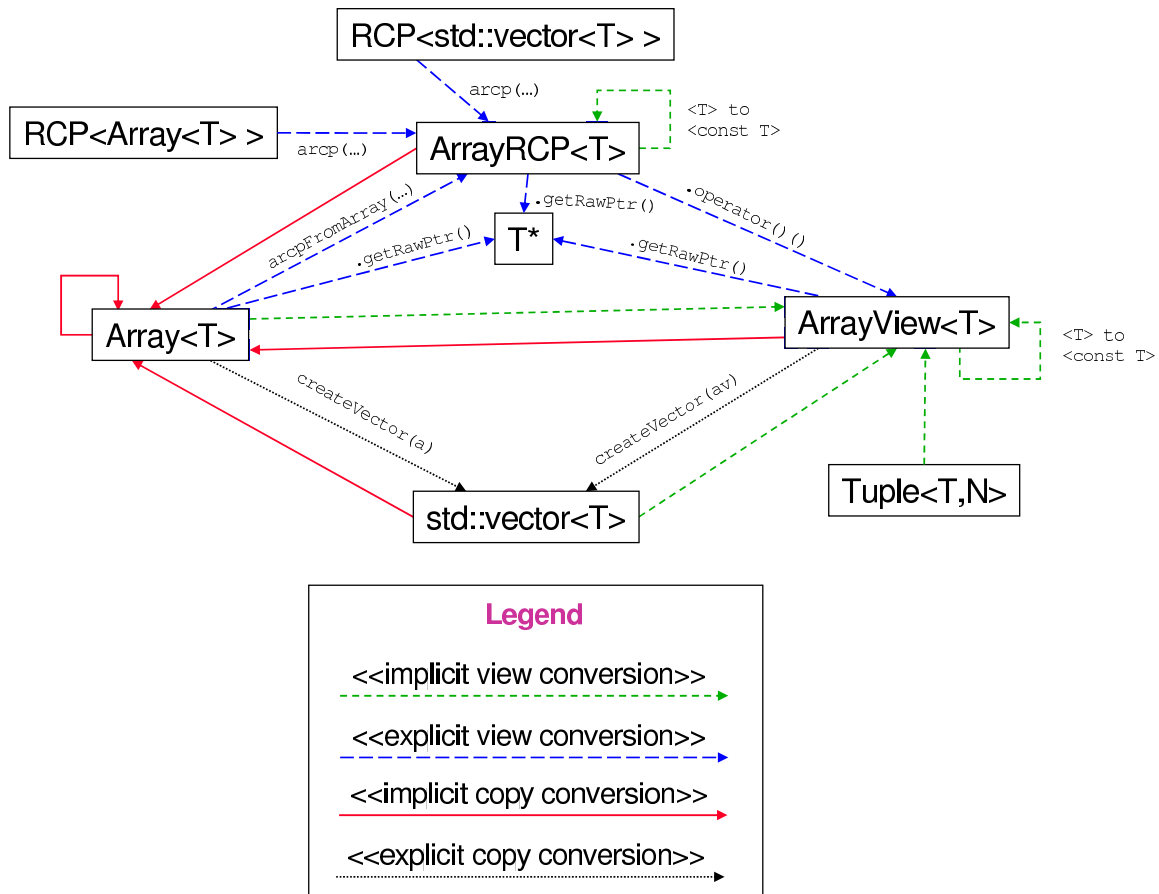 RCP<std::vector<T> >
arcp(…)
RCP<Array<T> >
arcp(…)
<T> to
<const T>
ArrayRCP<T>
.getRawPtr()
.operator()()
arcpFromArray(…)
.getRawPtr()
T*
.getRawPtr()
Array<T>
ArrayView<T>
<T> to
<const T>
createVector(a)
createVector(av)
std::vector<T>
Tuple<T,N>
Legend
<<implicit view conversion>>
<<explicit view conversion>>
<<implicit copy conversion>>
<<explicit copy conversion>>